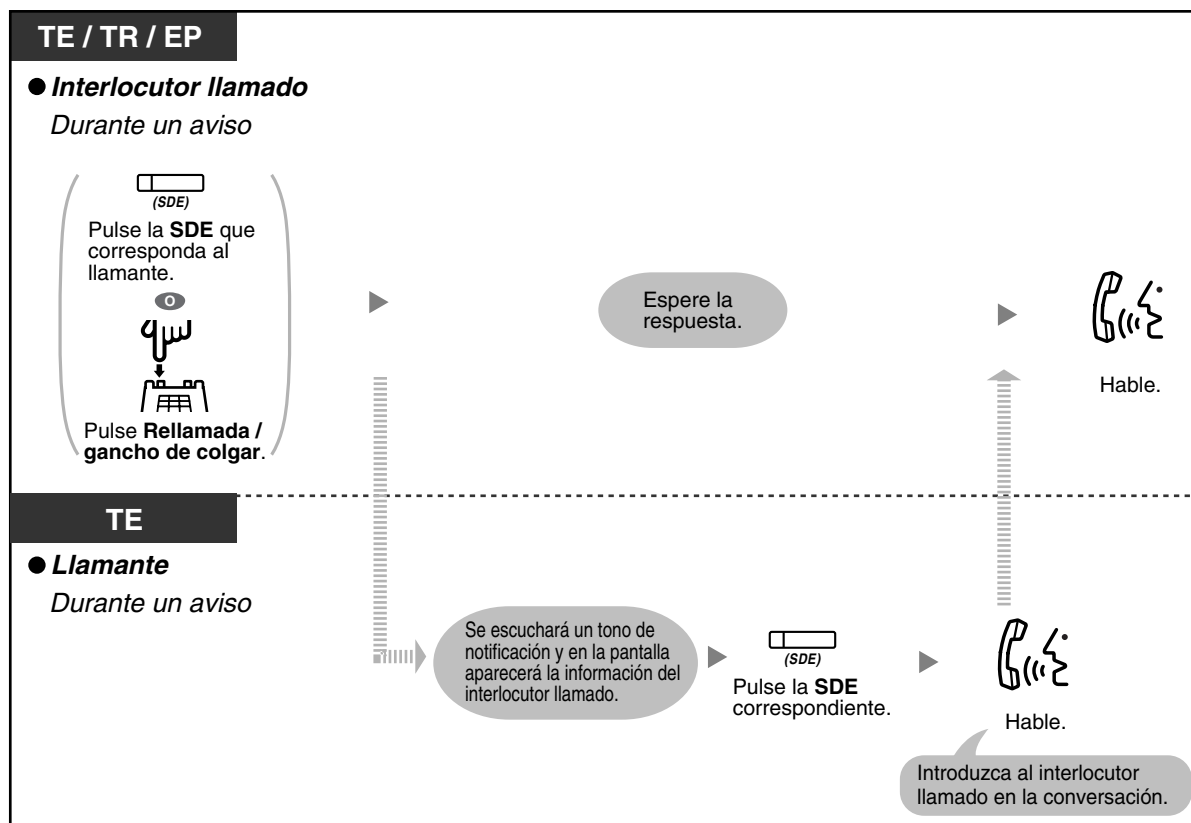 TE / TR / EP
● Interlocutor llamado
Durante un aviso
(SDE)
Pulse la SDE que
corresponda al
llamante.
O
Pulse Rellamada /
gancho de colgar.
Espere la
respuesta.
Hable.
TE
● Llamante
Durante un aviso
Se escuchará un tono de
notificación y en la pantalla
aparecerá la información del
interlocutor llamado.
(SDE)
Pulse la SDE
correspondiente.
Hable.
Introduzca al interlocutor
llamado en la conversación.